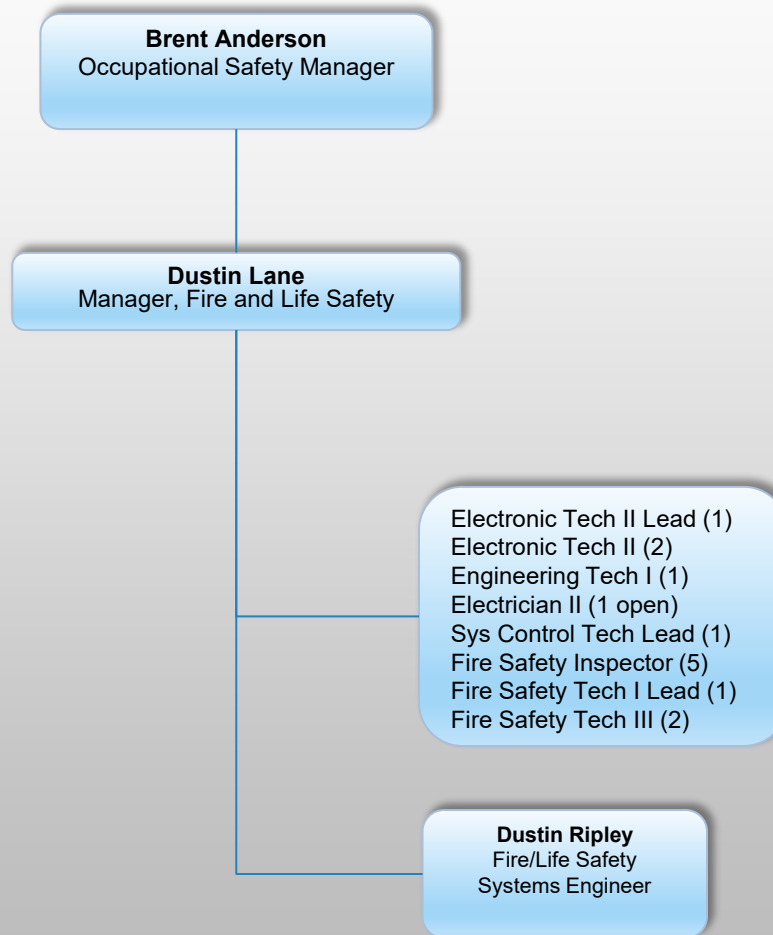 Brent Anderson
Occupational Safety Manager
Dustin Lane
Manager, Fire and Life Safety
Electronic Tech II Lead (1)
Electronic Tech II (2)
Engineering Tech I (1)
Electrician II (1 open)
Sys Control Tech Lead (1)
Fire Safety Inspector (5)
Fire Safety Tech I Lead (1)
Fire Safety Tech III (2)
Dustin Ripley
Fire/Life Safety
Systems Engineer